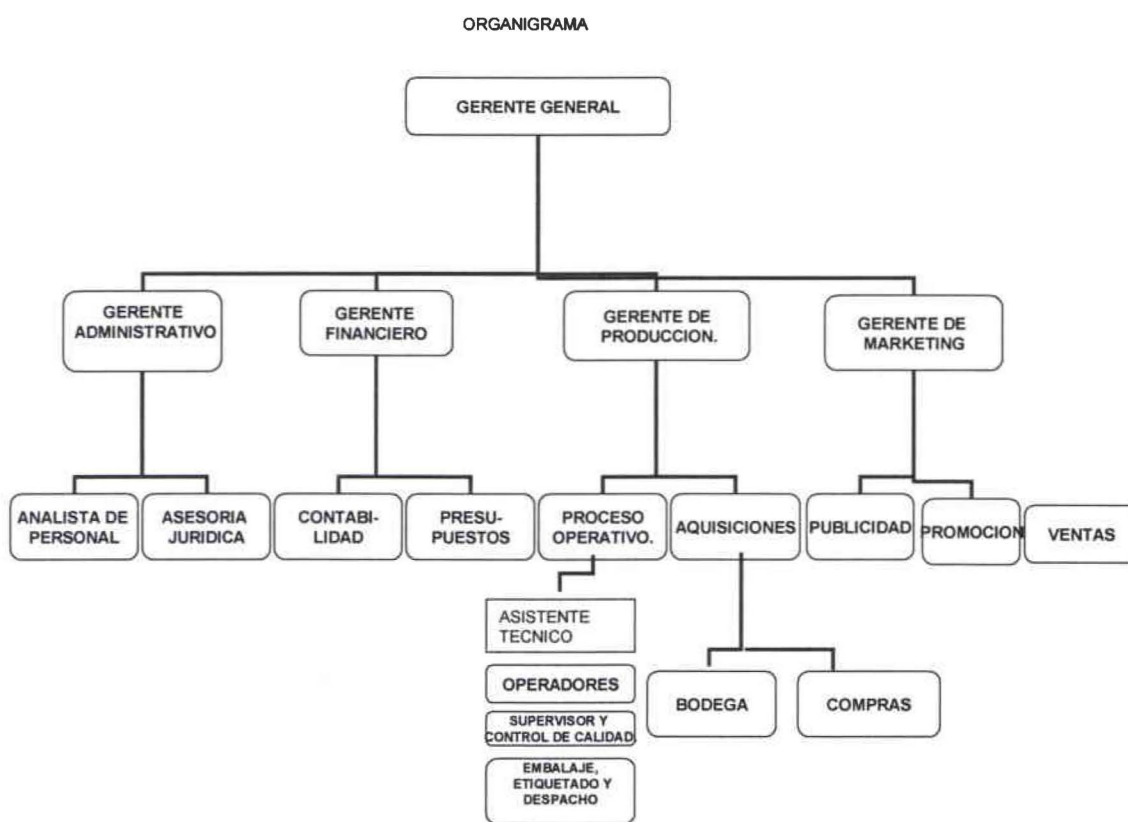 ORGANIGRAMA
GERENTE GENERAL
GERENTE
ADMINISTRATIVO
GERENTE
FINANCIERO
GERENTE DE
PRODUCCION.
GERENTE DE
MARKETING
ANALISTA DE
PERSONAL
ASESORIA
JURIDICA
CONTABI-
LIDAD
PRESU-
PUESTOS
PROCESO
OPERATIVO.
AQUISICIONES
PUBLICIDAD
PROMOCION
VENTAS
ASISTENTE
TECNICO
OPERADORES
SUPERVISOR Y
CONTROL DE CALIDAD.
EMBALAJE,
ETIQUETADO Y
DESPACHO
BODEGA
COMPRAS